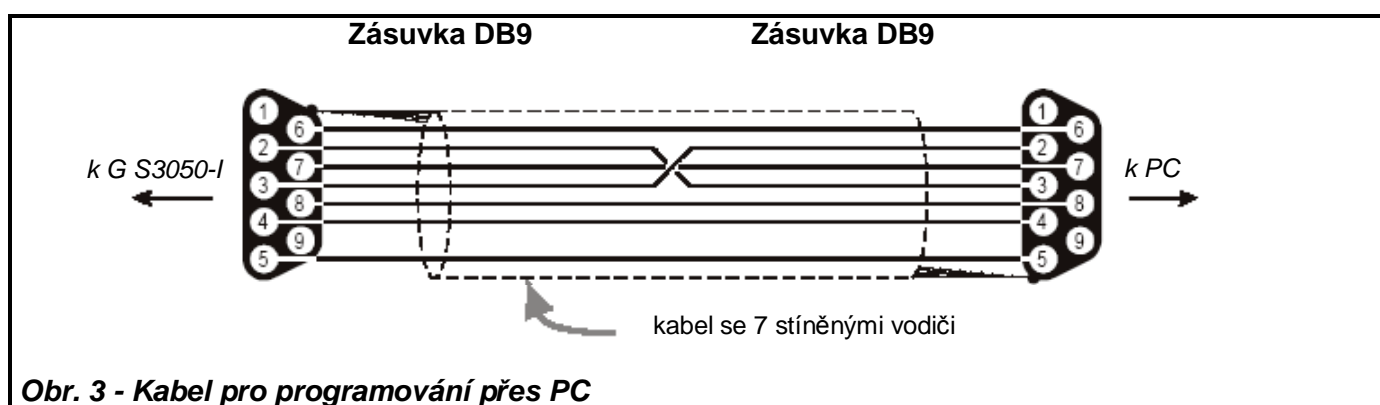 Zásuvka DB9 Zásuvka DB9
1 1
6 6
2 2
k G S3050-I 7 7 k PC
3 3
8 8
4 4
9 9
5 5
kabel se 7 stíněnými vodiči
Obr. 3 - Kabel pro programování přes PC